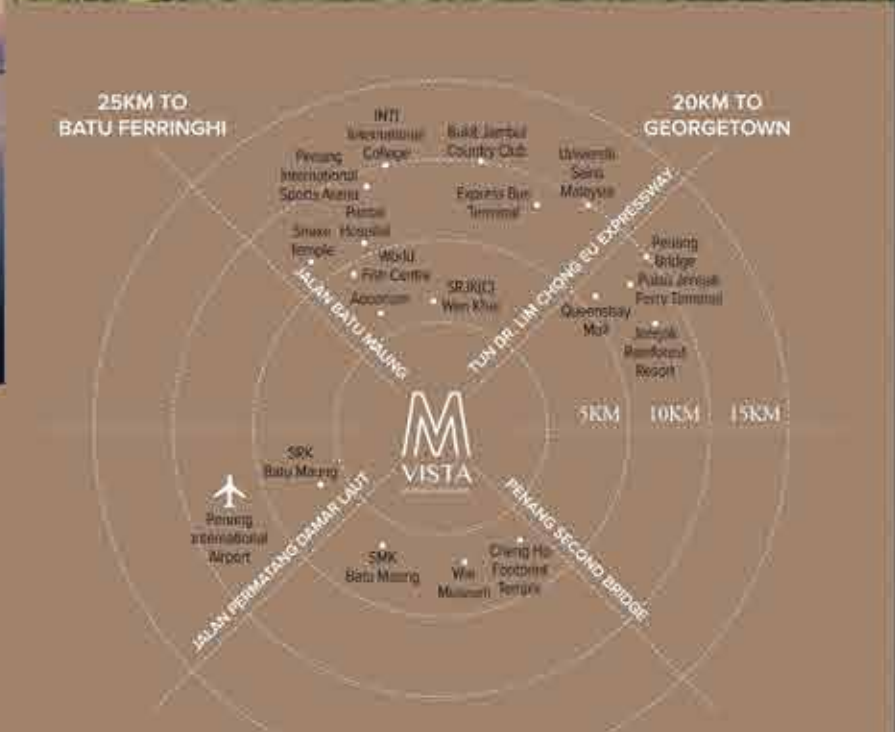 25KM TO
BATU FERRINGHI
20KM TO
GEORGETOWN
INTI
International
College
Bukit Jambul
Country Club
Penang
International
Sports Arena
Universiti
Sains
Malaysia
Express Bus
Terminal
Pantai
Hospital
Snake
Temple
World
Fish Centre
Aquarium
SRJK(C)
Wen Khai
Penang
Bridge
Pulau Jerejak
Ferry Terminal
Queensbay
Mall
Jerejak
Rainforest
Resort
JALAN BATU MAUNG
TUN DR. LIM CHONG EU EXPRESSWAY
5KM 10KM 15KM
M
VISTA
SRK
Batu Maung
Penang
International
Airport
JALAN PERMATANG DAMAR LAUT
PENANG SECOND BRIDGE
SMK
Batu Maung
War
Museum
Cheng Ho
Footprint
Temple